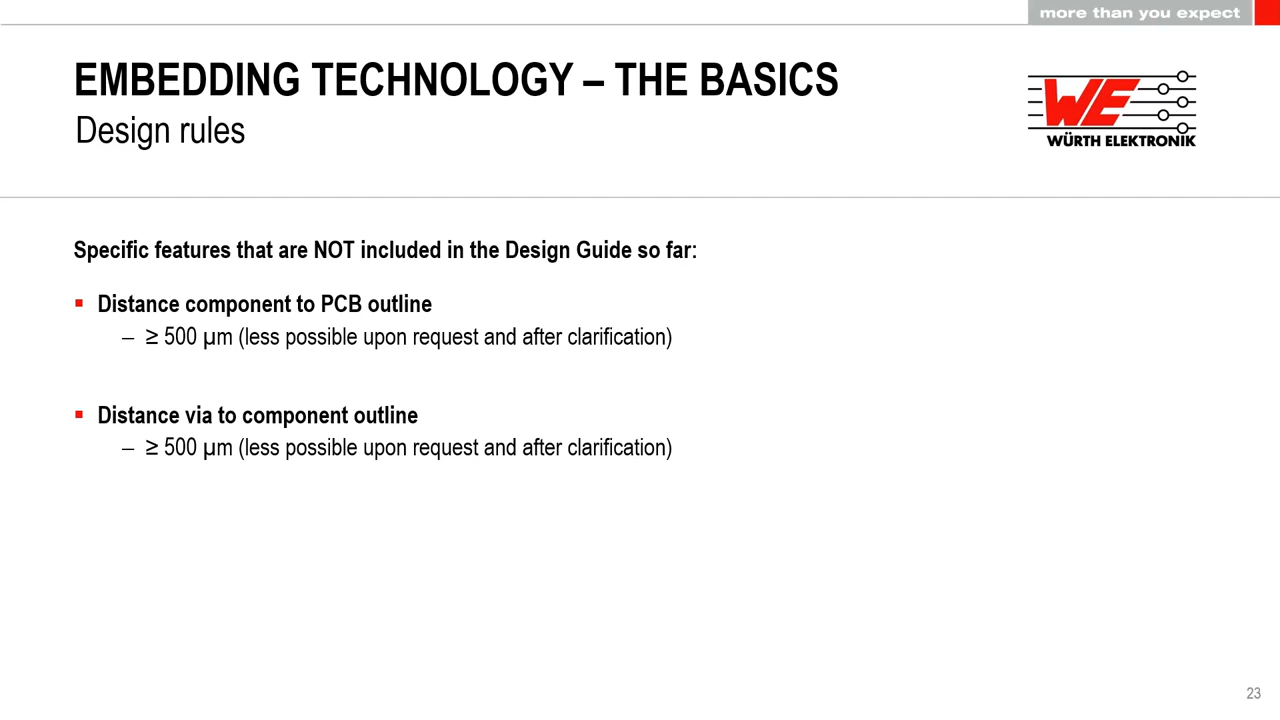 more than you expect
EMBEDDING TECHNOLOGY – THE BASICS
Design rules
WE
WÜRTH ELEKTRONIK
Specific features that are NOT included in the Design Guide so far:
▪ Distance component to PCB outline
– ≥ 500 µm (less possible upon request and after clarification)
▪ Distance via to component outline
– ≥ 500 µm (less possible upon request and after clarification)
23